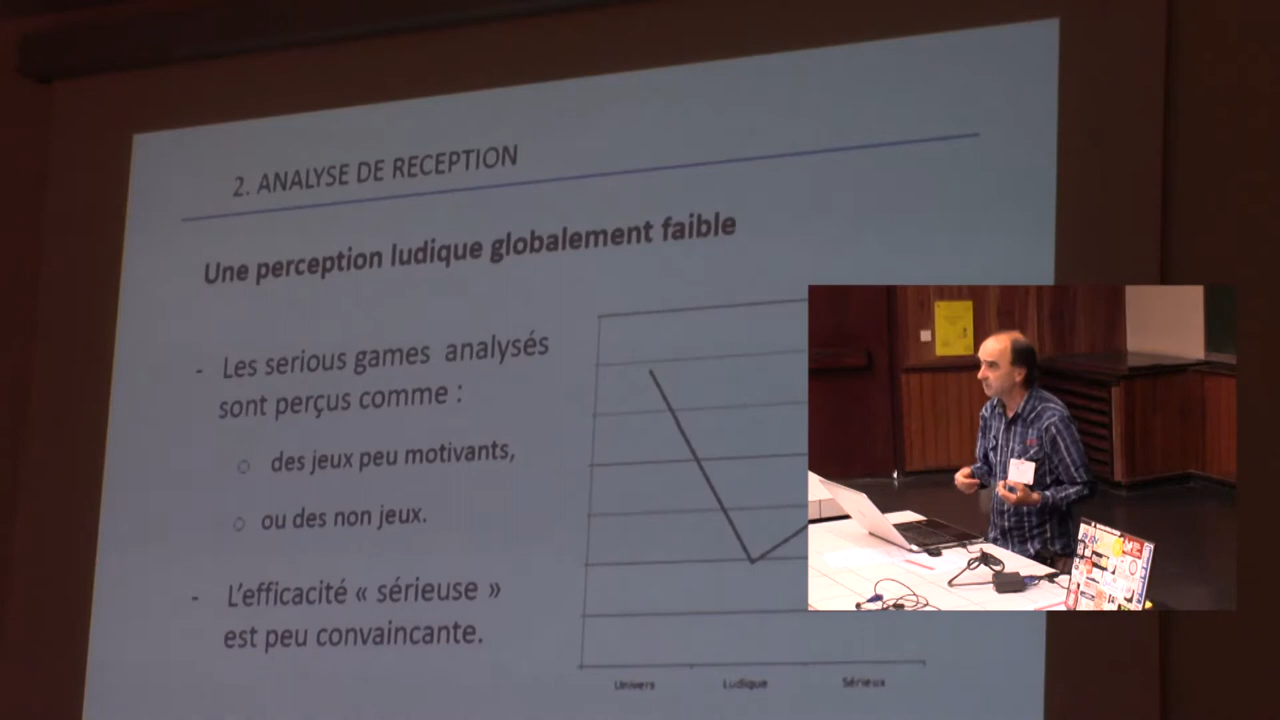 2. ANALYSE DE RECEPTION
Une perception ludique globalement faible
- Les serious games analysés
sont perçus comme :
○ des jeux peu motivants,
○ ou des non jeux.
- L'efficacité « sérieuse »
est peu convaincante.
Univers Ludique Sérieux